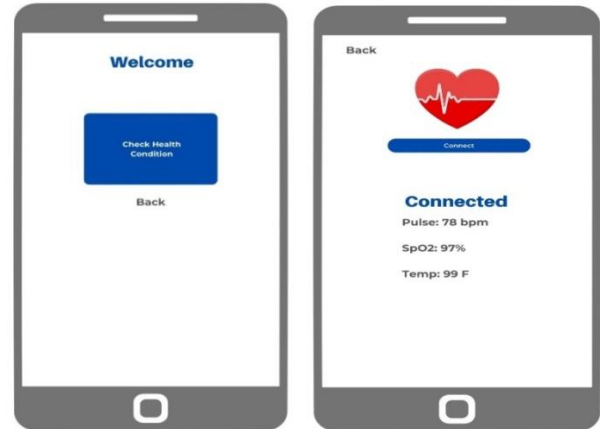 Welcome
Check Health
Condition
Back
Back
Connect
Connected
Pulse: 78 bpm
SpO2: 97%
Temp: 99 F